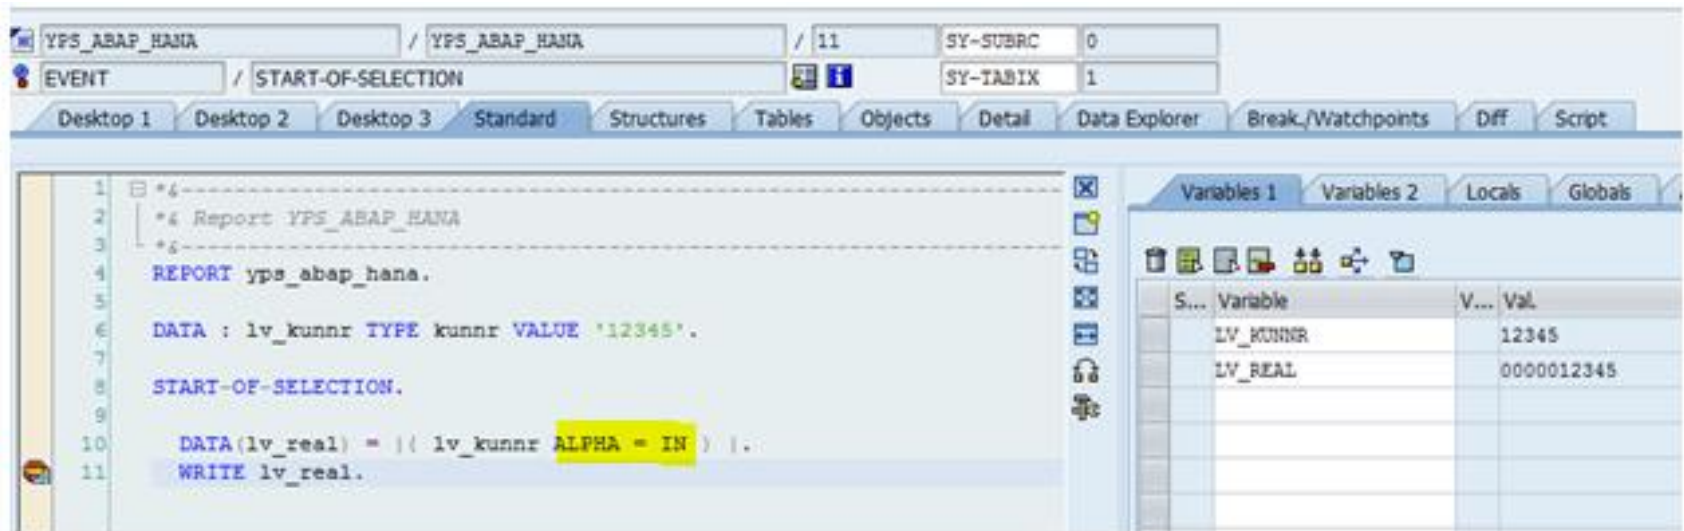 YPS_ABAP_HANA / YPS_ABAP_HANA / 11 SY-SUBRC 0
EVENT / START-OF-SELECTION SY-TABIX 1
Desktop 1 Desktop 2 Desktop 3 Standard Structures Tables Objects Detail Data Explorer Break./Watchpoints Diff Script
Variables 1 Variables 2 Locals Globals
1 *&---------------------------------------------------------------------
2 *& Report YPS_ABAP_HANA
3 *&---------------------------------------------------------------------
4 REPORT yps_abap_hana.
5
6 DATA : lv_kunnr TYPE kunnr VALUE '12345'.
7
8 START-OF-SELECTION.
9
10 DATA(lv_real) = |{ lv_kunnr ALPHA = IN } |.
11 WRITE lv_real.
S... Variable V... Val.
LV_KUNNR 12345
LV_REAL 0000012345